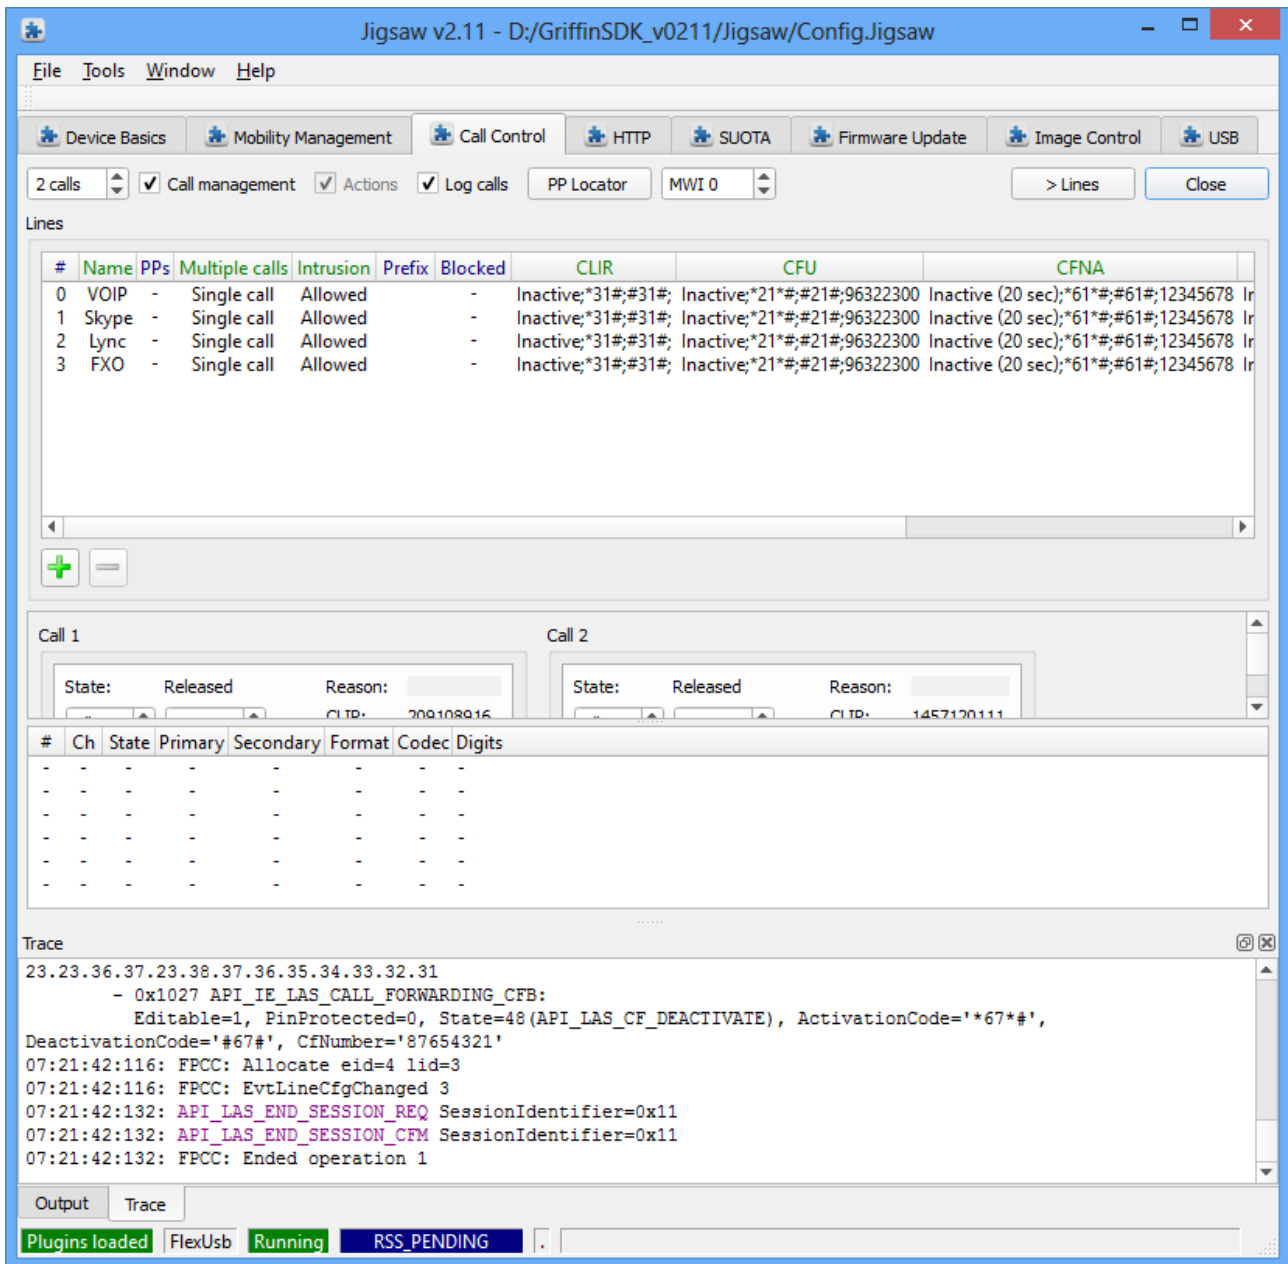 Jigsaw v2.11 - D:/GriffinSDK_v0211/Jigsaw/Config.Jigsaw
File Tools Window Help
Device Basics Mobility Management Call Control HTTP SUOTA Firmware Update Image Control USB
2 calls Call management Actions Log calls PP Locator MWI 0 > Lines Close
Lines
# Name PPs Multiple calls Intrusion Prefix Blocked CLIR CFU CFNA
0 VOIP - Single call Allowed - Inactive;*31#;#31#; Inactive;*21*#;#21#;96322300 Inactive (20 sec);*61*#;#61#;12345678 Ir
1 Skype - Single call Allowed - Inactive;*31#;#31#; Inactive;*21*#;#21#;96322300 Inactive (20 sec);*61*#;#61#;12345678 Ir
2 Lync - Single call Allowed - Inactive;*31#;#31#; Inactive;*21*#;#21#;96322300 Inactive (20 sec);*61*#;#61#;12345678 Ir
3 FXO - Single call Allowed - Inactive;*31#;#31#; Inactive;*21*#;#21#;96322300 Inactive (20 sec);*61*#;#61#;12345678 Ir
Call 1 Call 2
State: Released Reason: State: Released Reason:
CLIP: 209108916 CLIP: 1457120111
# Ch State Primary Secondary Format Codec Digits
- - - - - - - -
- - - - - - - -
- - - - - - - -
- - - - - - - -
- - - - - - - -
- - - - - - - -
Trace
23.23.36.37.23.38.37.36.35.34.33.32.31
- 0x1027 API_IE_LAS_CALL_FORWARDING_CFB:
Editable=1, PinProtected=0, State=48(API_LAS_CF_DEACTIVATE), ActivationCode='*67*#',
DeactivationCode='#67#', CfNumber='87654321'
07:21:42:116: FPCC: Allocate eid=4 lid=3
07:21:42:116: FPCC: EvtLineCfgChanged 3
07:21:42:132: API_LAS_END_SESSION_REQ SessionIdentifier=0x11
07:21:42:132: API_LAS_END_SESSION_CFM SessionIdentifier=0x11
07:21:42:132: FPCC: Ended operation 1
Output Trace
Plugins loaded FlexUsb Running RSS_PENDING .